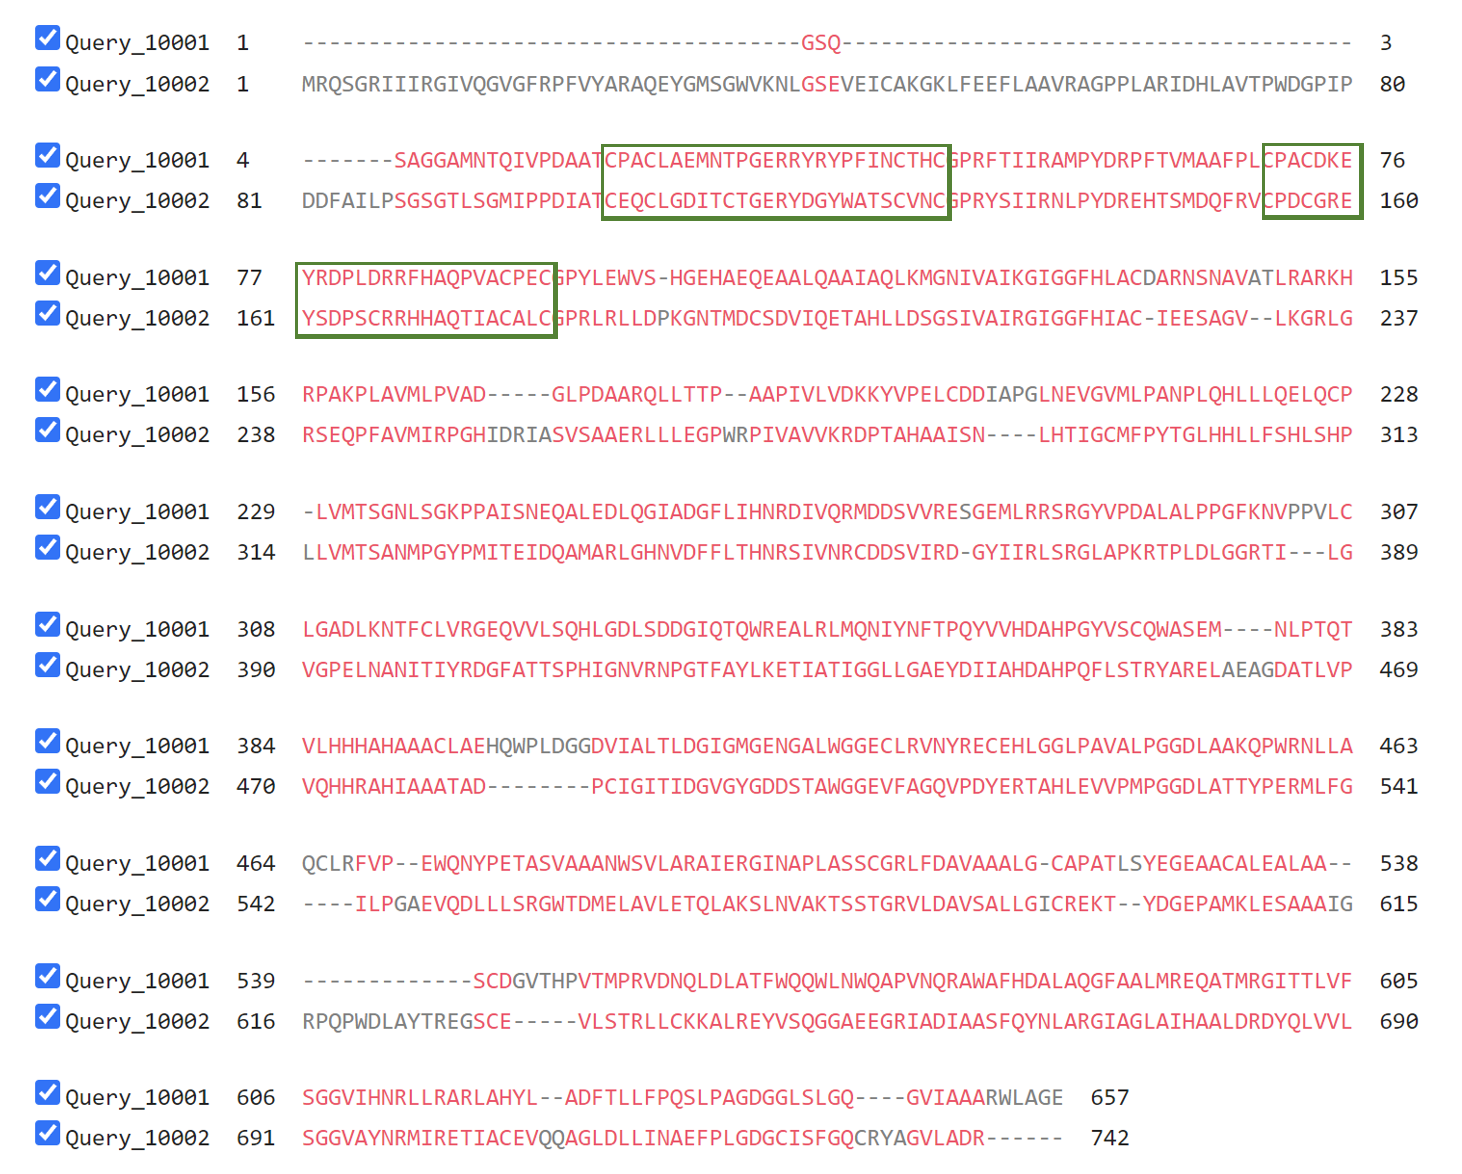 Query_10001 1 --------------------------------------GSQ--------------------------------------- 3
Query_10002 1 MRQSGRIIIRGIVQGVGFRPFVYARAQEYGMSGWVKNLGSEVEICAKGKLFEEFLAAVRAGPPLARIDHLAVTPWDGPIP 80
Query_10001 4 -------SAGGAMNTQIVPDAATCPACLAEMNTPGERRYRYPFINCTHCGPRFTIIRAMPYDRPFTVMAAFPLCPACDKE 76
Query_10002 81 DDFAILPSGSGTLSGMIPPDIATCEQCLGDITCTGERYDGYWATSCVNCGPRYSIIRNLPYDREHTSMDQFRVCPDCGRE 160
Query_10001 77 YRDPLDRRFHAQPVACPECGPYLEWVS-HGEHAEQEAALQAAIAQLKMGNIVAIKGIGGFHLACDARNSNAVATLRARKH 155
Query_10002 161 YSDPSCRRHHAQTIACALCGPRLRLLDPKGNTMDCSDVIQETAHLLDSGSIVAIRGIGGFHIAC-IEESAGV--LKGRLG 237
Query_10001 156 RPAKPLAVMLPVAD-----GLPDAARQLLTTP--AAPIVLVDKKYVPELCDDIAPGLNEVGVMLPANPLQHLLLQELQCP 228
Query_10002 238 RSEQPFAVMIRPGHIDRIASVSAAERLLLEGPWRPIVAVVKRDPTAHAAISN----LHTIGCMFPYTGLHHLLFSHLSHP 313
Query_10001 229 -LVMTSGNLSGKPPAISNEQALEDLQGIADGFLIHNRDIVQRMDDSVVRESGEMLRRSRGYVPDALALPPGFKNVPPVLC 307
Query_10002 314 LLVMTSANMPGYPMITEIDQAMARLGHNVDFFLTHNRSIVNRCDDSVIRD-GYIIRLSRGLAPKRTPLDLGGRTI---LG 389
Query_10001 308 LGADLKNTFCLVRGEQVVLSQHLGDLSDDGIQTQWREALRLMQNIYNFTPQYVVHDAHPGYVSCQWASEM----NLPTQT 383
Query_10002 390 VGPELNANITIYRDGFATTSPHIGNVRNPGTFAYLKETIATIGGLLGAEYDIIAHDAHPQFLSTRYARELAEAGDATLVP 469
Query_10001 384 VLHHHAHAAACLAEHQWPLDGGDVIALTLDGIGMGENGALWGGECLRVNYRECEHLGGLPAVALPGGDLAAKQPWRNLLA 463
Query_10002 470 VQHHRAHIAAATAD--------PCIGITIDGVGYGDDSTAWGGEVFAGQVPDYERTAHLEVVPMPGGDLATTYPERMLFG 541
Query_10001 464 QCLRFVP--EWQNYPETASVAAANWSVLARAIERGINAPLASSCGRLFDAVAAALG-CAPATLSYEGEAACALEALAA-- 538
Query_10002 542 ----ILPGAEVQDLLLSRGWTDMELAVLETQLAKSLNVAKTSSTGRVLDAVSALLGICREKT--YDGEPAMKLESAAAIG 615
Query_10001 539 -------------SCDGVTHPVTMPRVDNQLDLATFWQQWLNWQAPVNQRAWAFHDALAQGFAALMREQATMRGITTLVF 605
Query_10002 616 RPQPWDLAYTREGSCE-----VLSTRLLCKKALREYVSQGGAEEGRIADIAASFQYNLARGIAGLAIHAALDRDYQLVVL 690
Query_10001 606 SGGVIHNRLLRARLAHYL--ADFTLLFPQSLPAGDGGLSLGQ----GVIAAARWLAGE 657
Query_10002 691 SGGVAYNRMIRETIACEVQQAGLDLLINAEFPLGDGCISFGQCRYAGVLADR------ 742